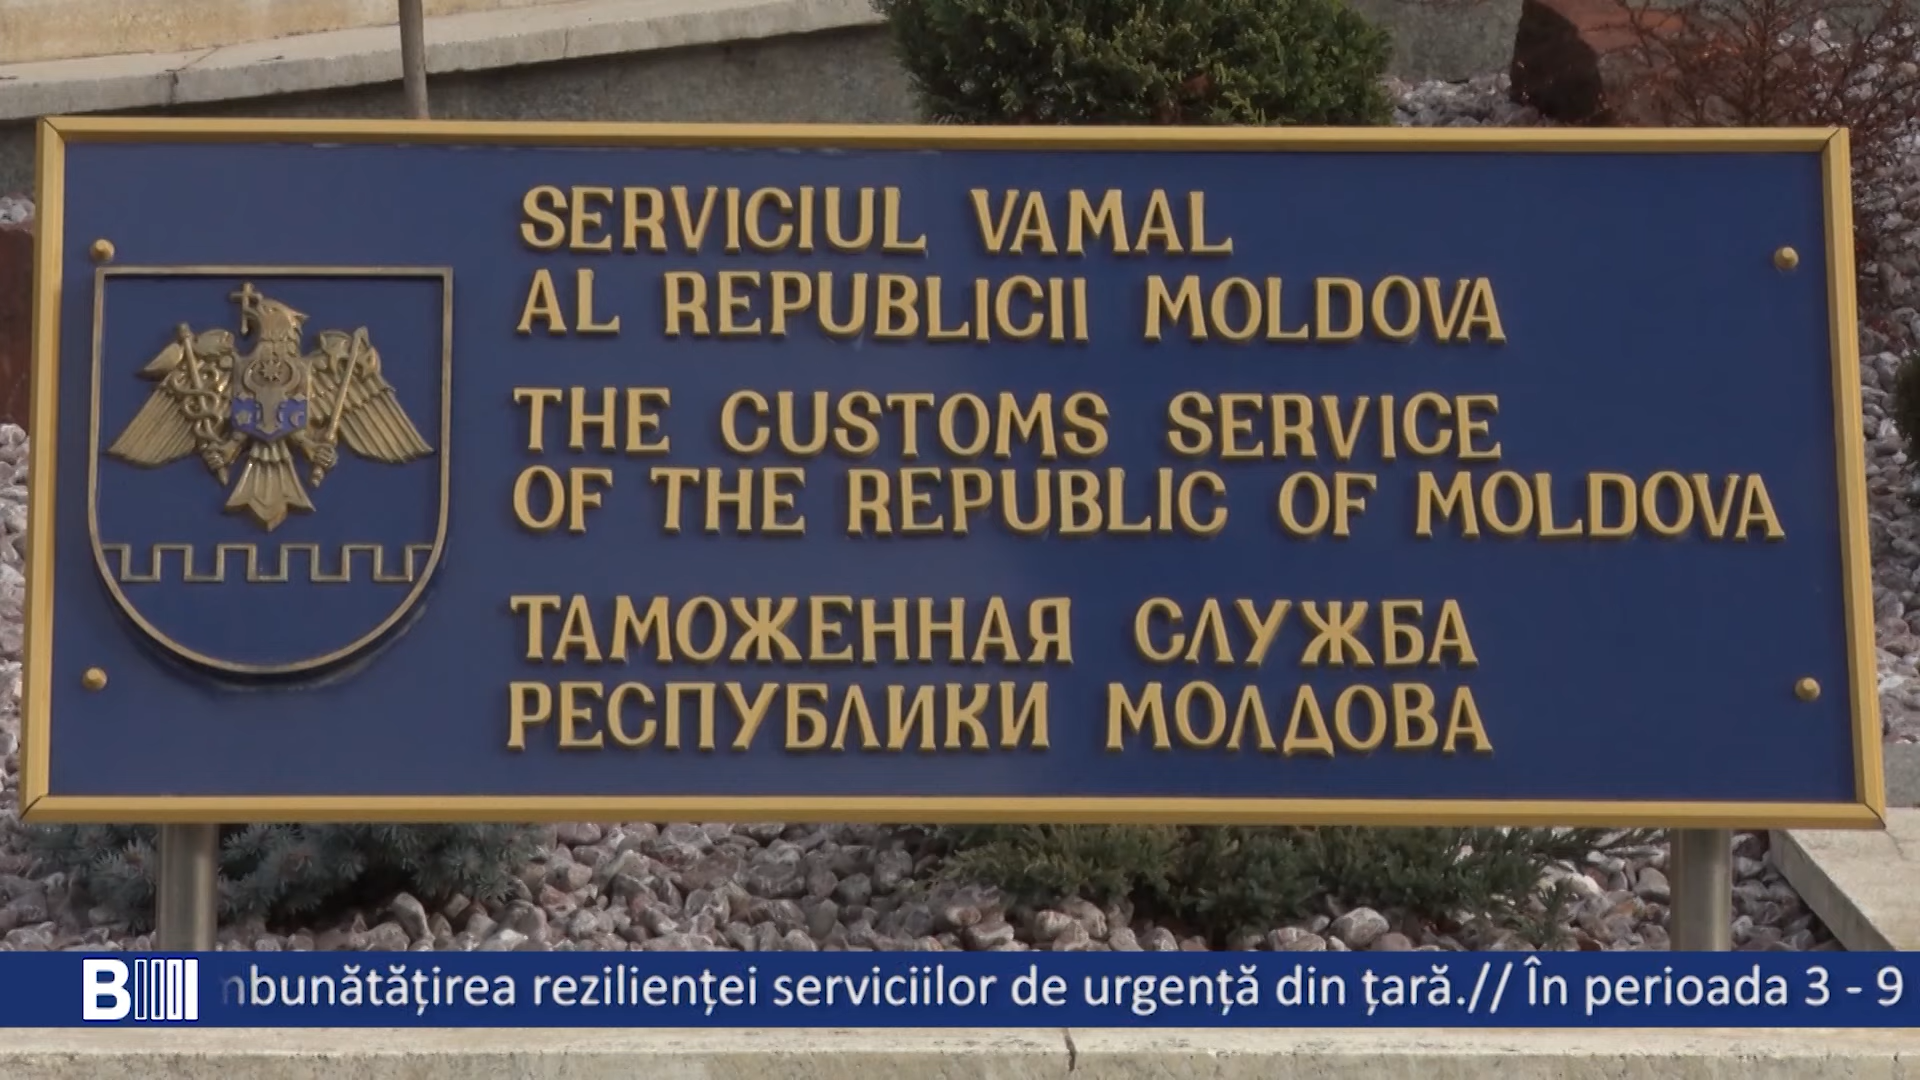 SERVICIUL VAMAL
AL REPUBLICII MOLDOVA
THE CUSTOMS SERVICE
OF THE REPUBLIC OF MOLDOVA
ТАМОЖЕННАЯ СЛУЖБА
РЕСПУБЛИКИ МОЛДОВА
B rezilienței serviciilor de urgență din țară.// În perioada 3 - 9